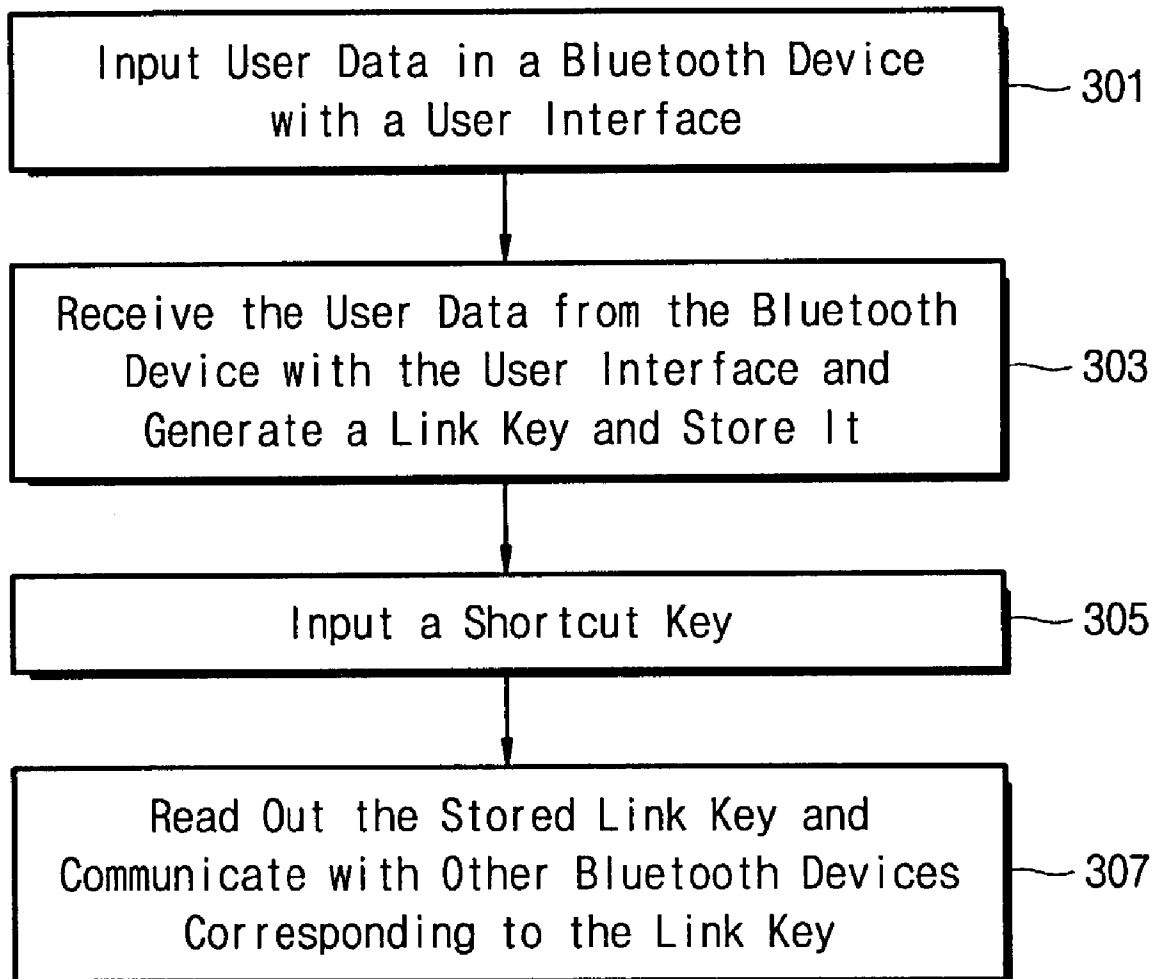 Input User Data in a Bluetooth Device
with a User Interface
301
Receive the User Data from the Bluetooth
Device with the User Interface and
Generate a Link Key and Store It
303
Input a Shortcut Key
305
Read Out the Stored Link Key and
Communicate with Other Bluetooth Devices
Corresponding to the Link Key
307